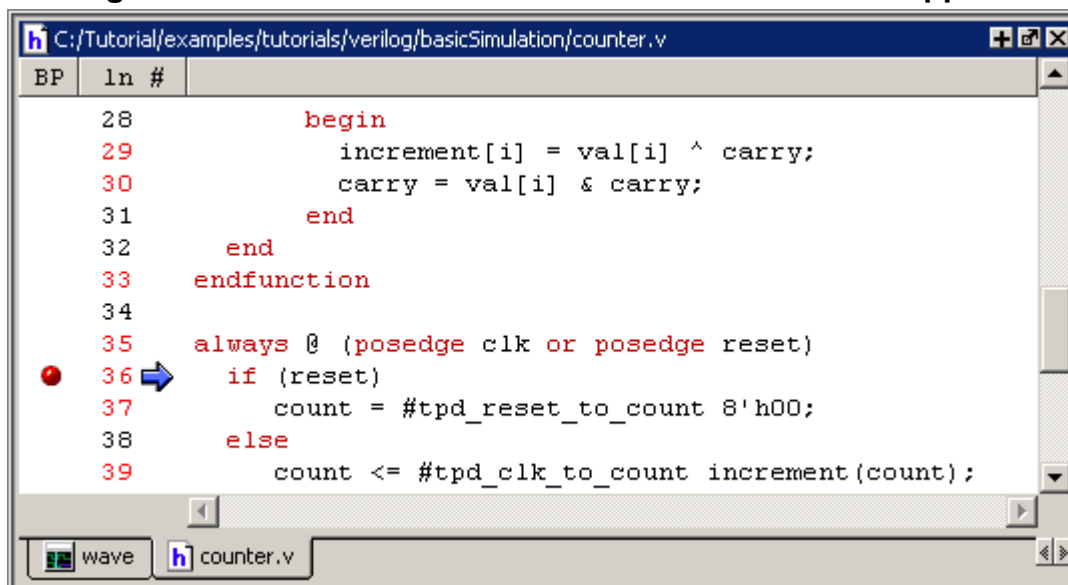 h C:/Tutorial/examples/tutorials/verilog/basicSimulation/counter.v
BP ln #
28 begin
29 increment[i] = val[i] ^ carry;
30 carry = val[i] & carry;
31 end
32 end
33 endfunction
34
35 always @ (posedge clk or posedge reset)
36 if (reset)
37 count = #tpd_reset_to_count 8'h00;
38 else
39 count <= #tpd_clk_to_count increment(count);
wave h counter.v